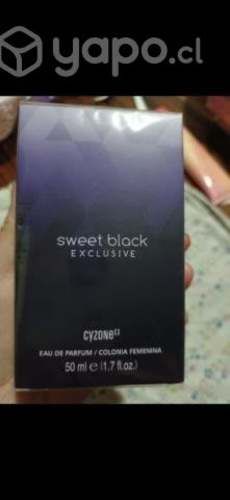 yapo.cl
sweet black
EXCLUSIVE
cyzone
EAU DE PARFUM / COLONIA FEMENINA
50 ml e (1.7 fl.oz.)